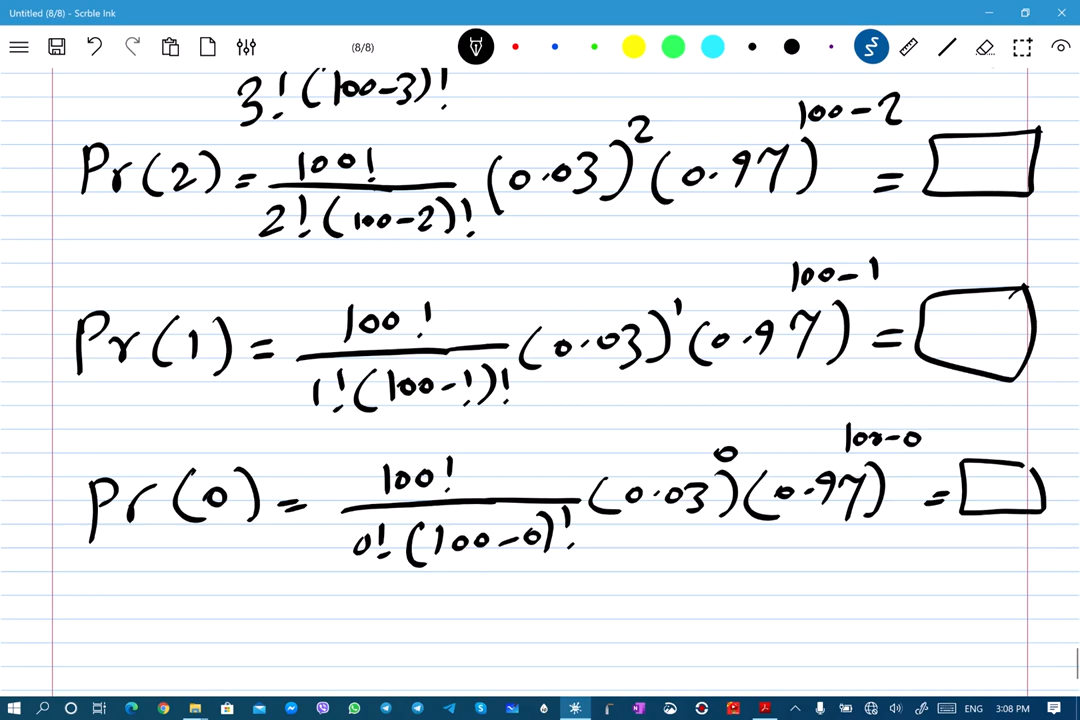 Untitled (8/8) - Scrble Ink
(8/8)
3!(100-3)!
Pr(2) = 100! / 2!(100-2)! (0.03)^2 (0.97)^100-2 =
Pr(1) = 100! / 1!(100-1)! (0.03)^1 (0.97)^100-1 =
Pr(0) = 100! / 0!(100-0)! (0.03)^0 (0.97)^100-0 =
ENG 3:08 PM